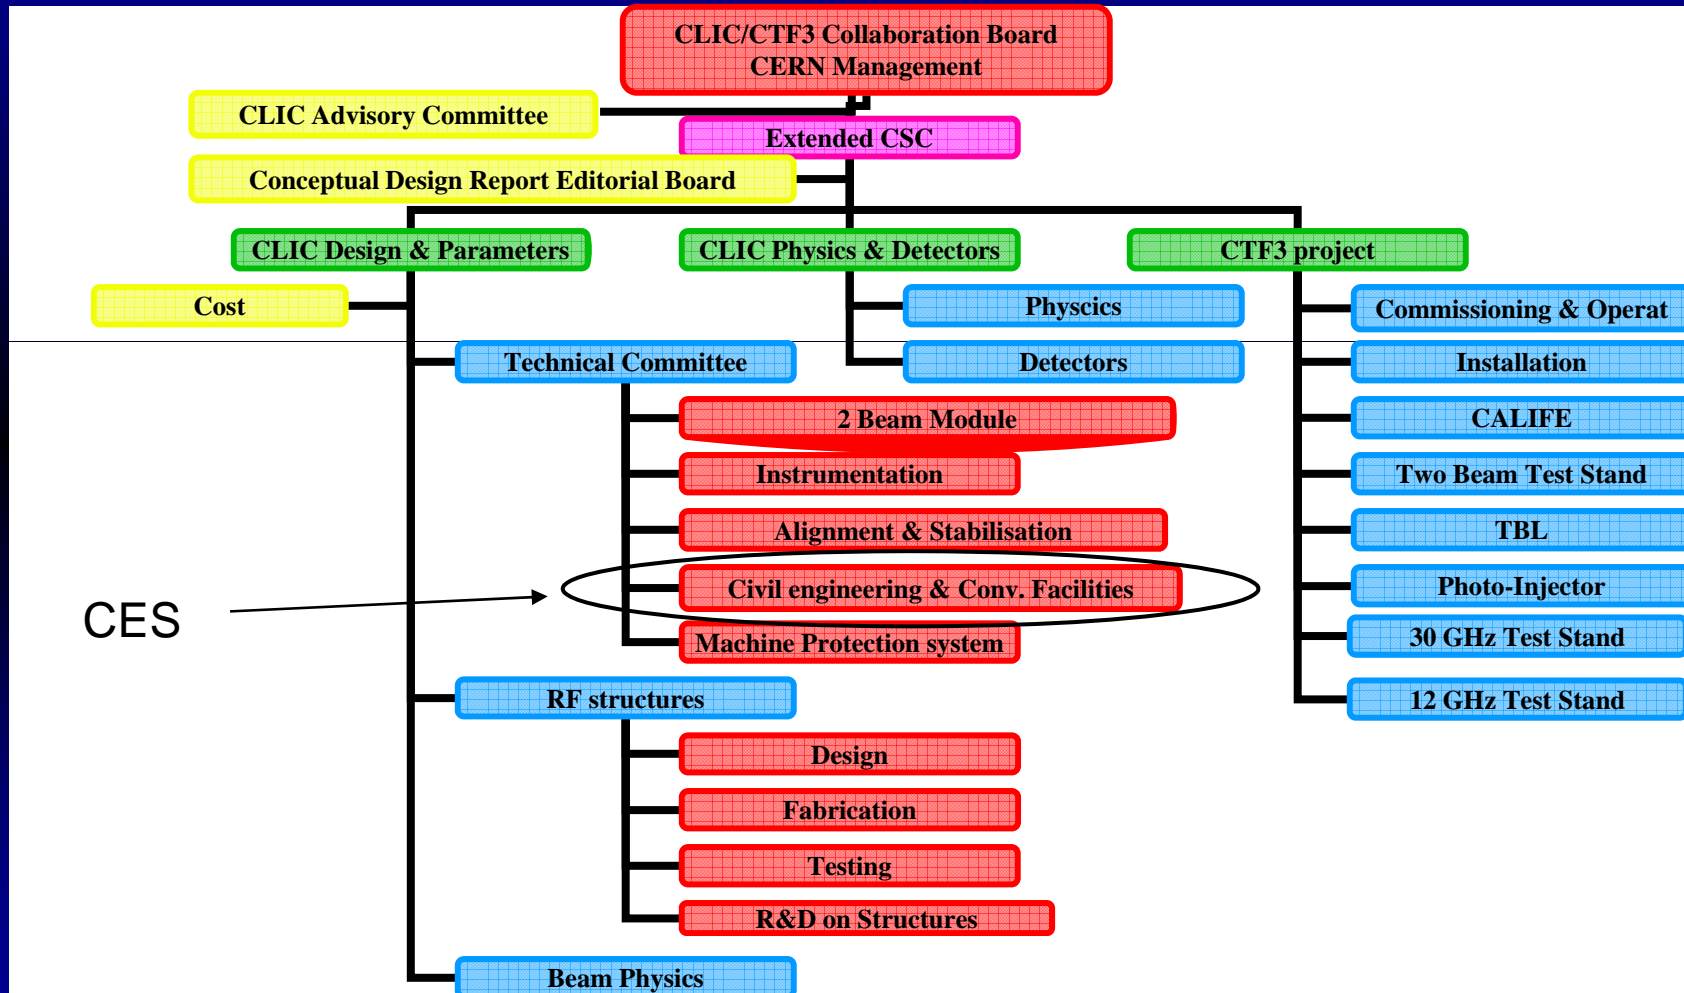 CLIC/CTF3 Collaboration Board
CERN Management
CLIC Advisory Committee
Extended CSC
Conceptual Design Report Editorial Board
CLIC Design & Parameters
CLIC Physics & Detectors
CTF3 project
Cost
Physcics
Commissioning & Operat
Technical Committee
Detectors
Installation
2 Beam Module
CALIFE
Instrumentation
Two Beam Test Stand
Alignment & Stabilisation
TBL
Civil engineering & Conv. Facilities
Photo-Injector
CES
Machine Protection system
30 GHz Test Stand
RF structures
12 GHz Test Stand
Design
Fabrication
Testing
R&D on Structures
Beam Physics